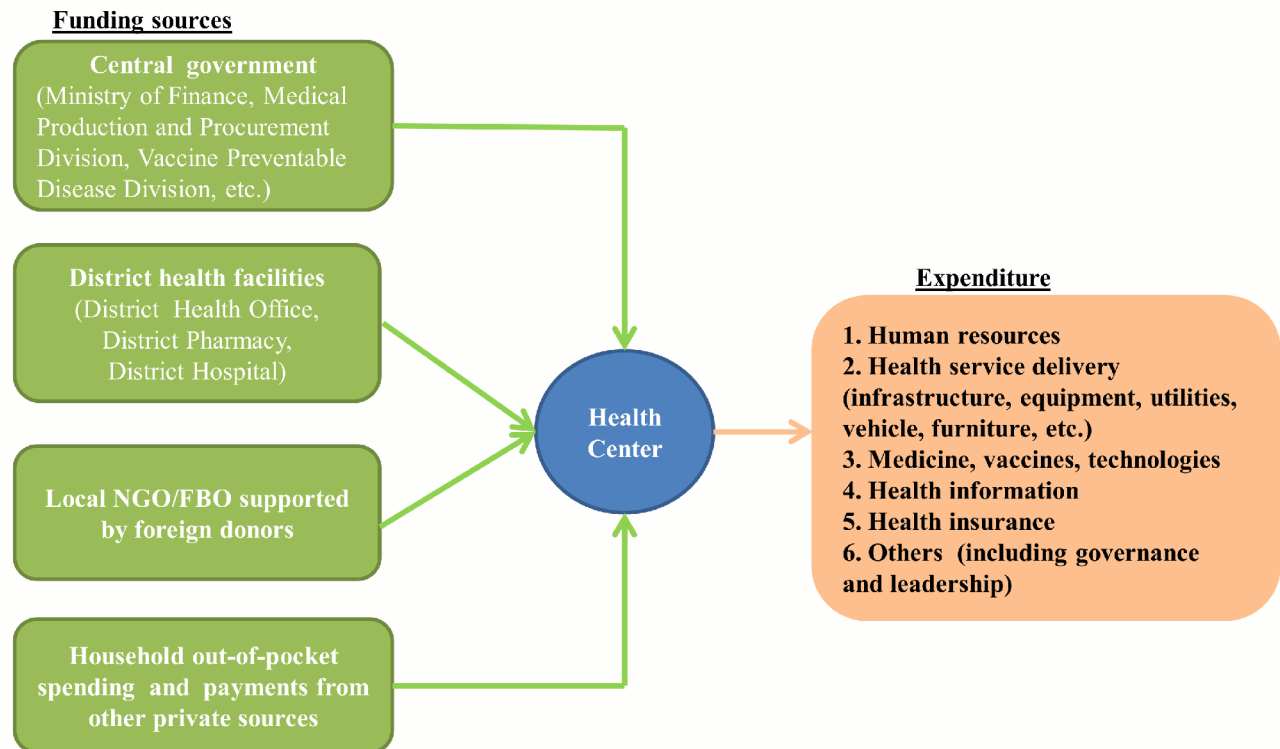 Funding sources
Central government
(Ministry of Finance, Medical
Production and Procurement
Division, Vaccine Preventable
Disease Division, etc.)
District health facilities
(District Health Office,
District Pharmacy,
District Hospital)
Local NGO/FBO supported
by foreign donors
Household out-of-pocket
spending and payments from
other private sources
Health
Center
Expenditure
1. Human resources
2. Health service delivery
(infrastructure, equipment, utilities,
vehicle, furniture, etc.)
3. Medicine, vaccines, technologies
4. Health information
5. Health insurance
6. Others (including governance
and leadership)